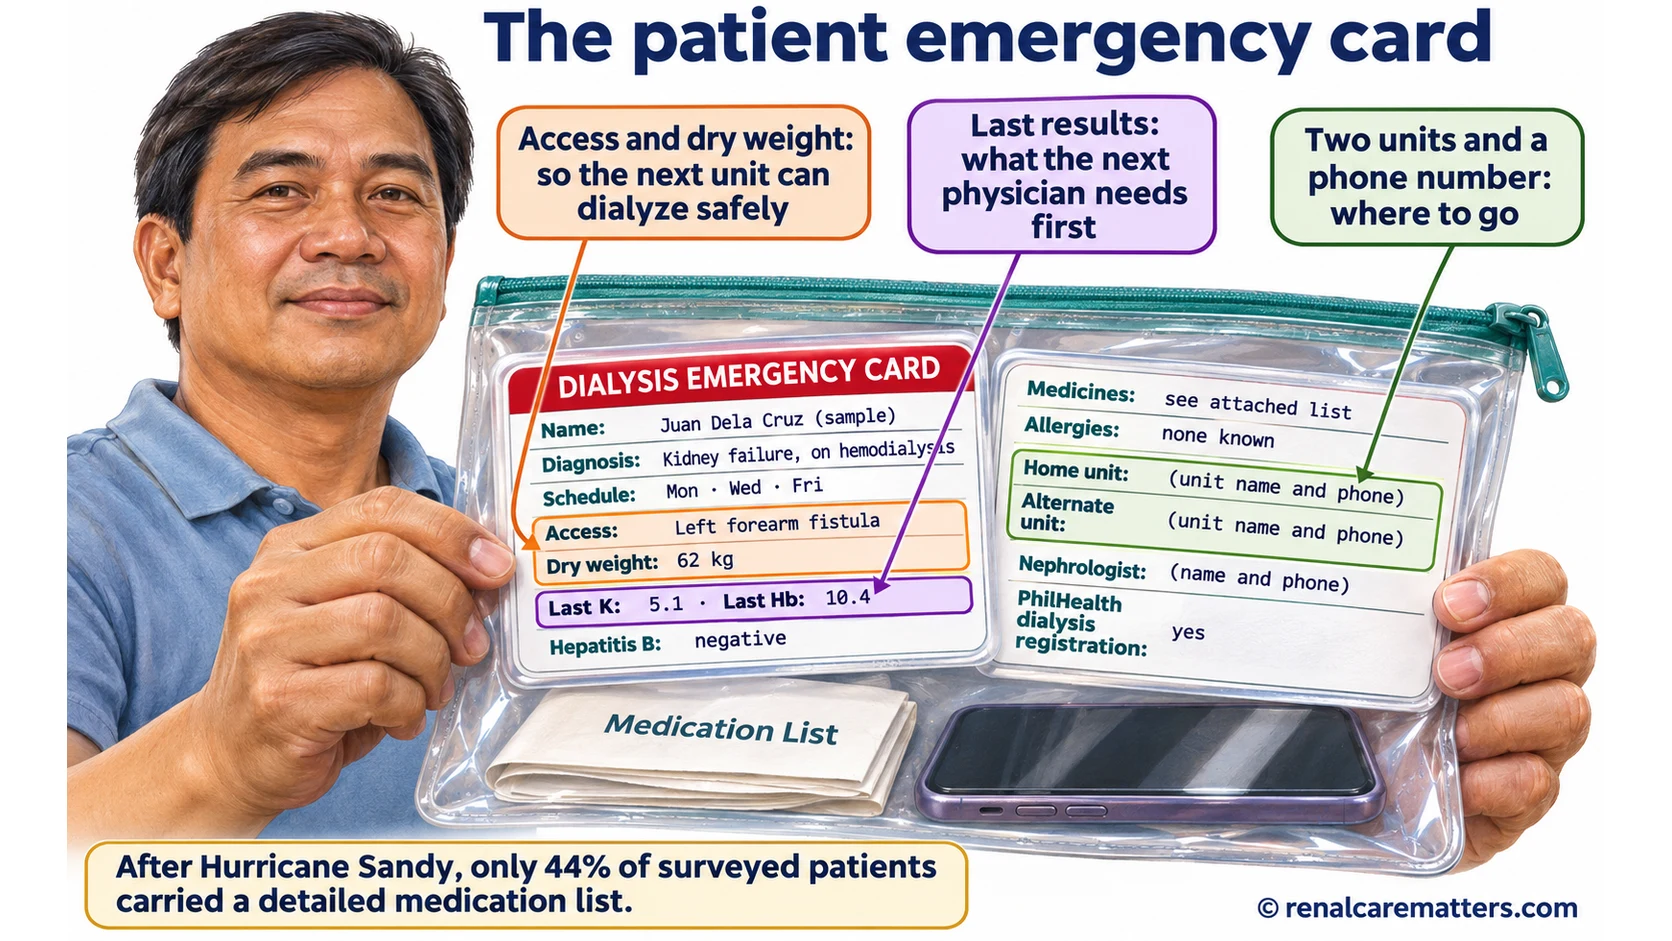 The patient emergency card
Access and dry weight:
so the next unit can
dialyze safely
Last results:
what the next
physician needs
first
Two units and a
phone number:
where to go
DIALYSIS EMERGENCY CARD
Name: Juan Dela Cruz (sample)
Diagnosis: Kidney failure, on hemodialysis
Schedule: Mon · Wed · Fri
Access: Left forearm fistula
Dry weight: 62 kg
Last K: 5.1 · Last Hb: 10.4
Hepatitis B: negative
Medicines: see attached list
Allergies: none known
Home unit: (unit name and phone)
Alternate
unit: (unit name and phone)
Nephrologist: (name and phone)
PhilHealth
dialysis
registration: yes
Medication List
After Hurricane Sandy, only 44% of surveyed patients
carried a detailed medication list.
© renalcarematters.com